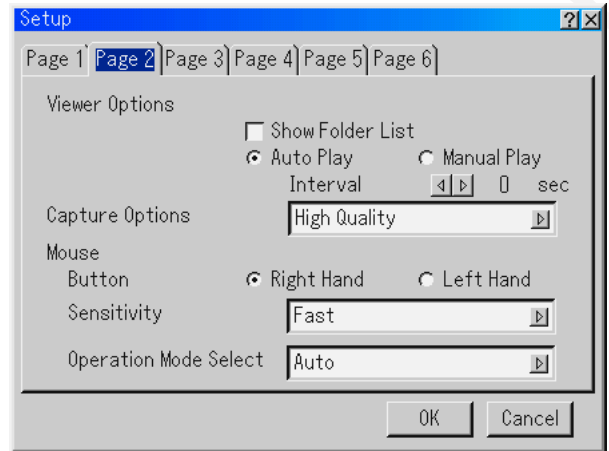 Setup ? ×
Page 1 Page 2 Page 3 Page 4 Page 5 Page 6
Viewer Options
Show Folder List
Auto Play Manual Play
Interval 0 sec
Capture Options High Quality
Mouse
Button Right Hand Left Hand
Sensitivity Fast
Operation Mode Select Auto
OK Cancel